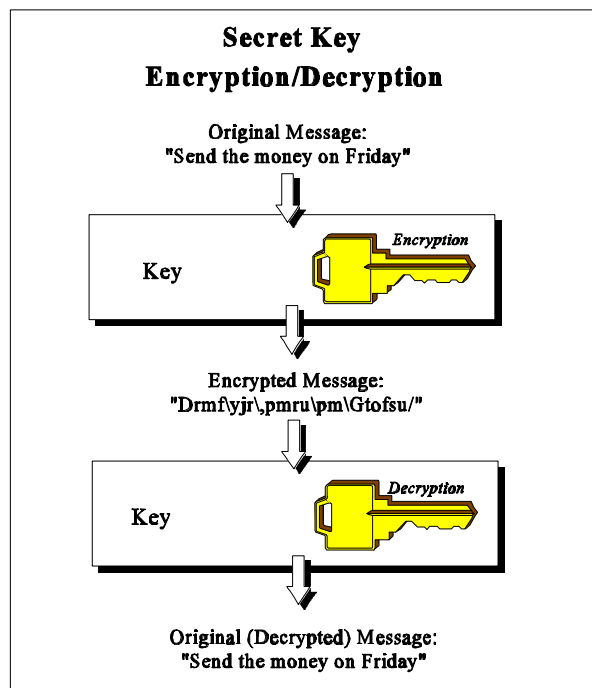 Secret Key
Encryption/Decryption
Original Message:
"Send the money on Friday"
Encryption
Key
Encrypted Message:
"Drmf\yjr\,pmru\pm\Gtofsu/"
Decryption
Key
Original (Decrypted) Message:
"Send the money on Friday"